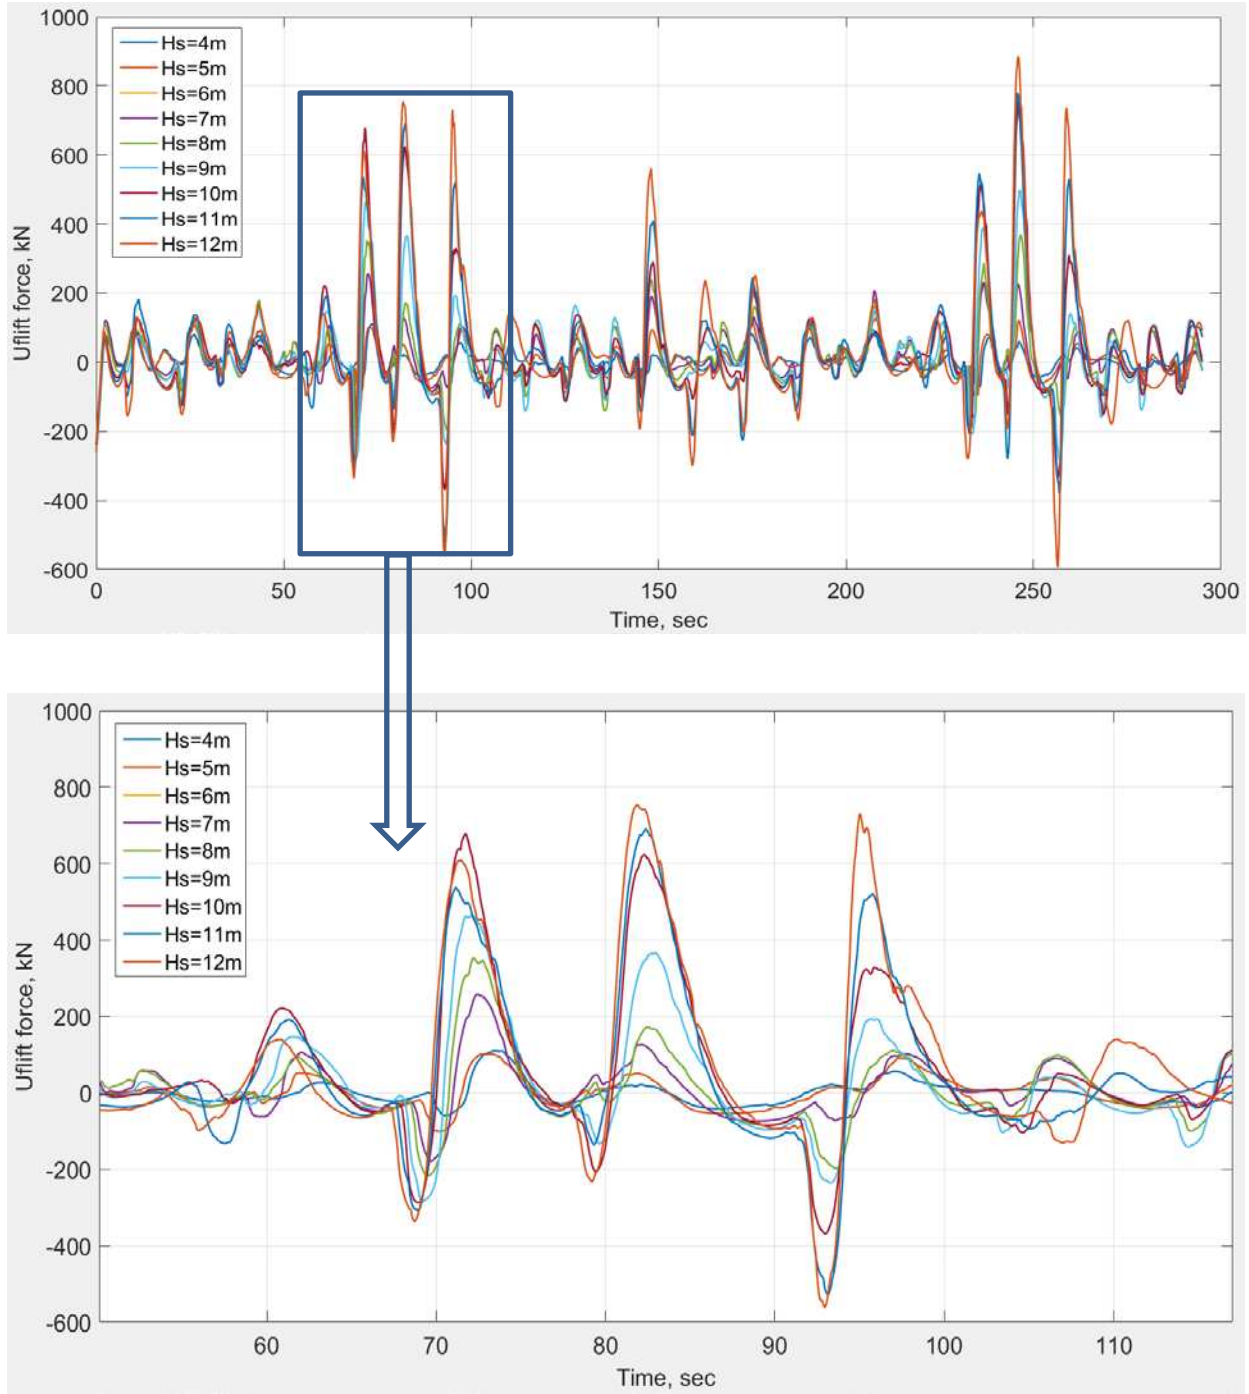 1000
800
600
400
200
0
-200
-400
-600
Uflift force, kN
Hs=4m
Hs=5m
Hs=6m
Hs=7m
Hs=8m
Hs=9m
Hs=10m
Hs=11m
Hs=12m
0 50 100 150 200 250 300
Time, sec
1000
800
600
400
200
0
-200
-400
-600
Uflift force, kN
Hs=4m
Hs=5m
Hs=6m
Hs=7m
Hs=8m
Hs=9m
Hs=10m
Hs=11m
Hs=12m
60 70 80 90 100 110
Time, sec